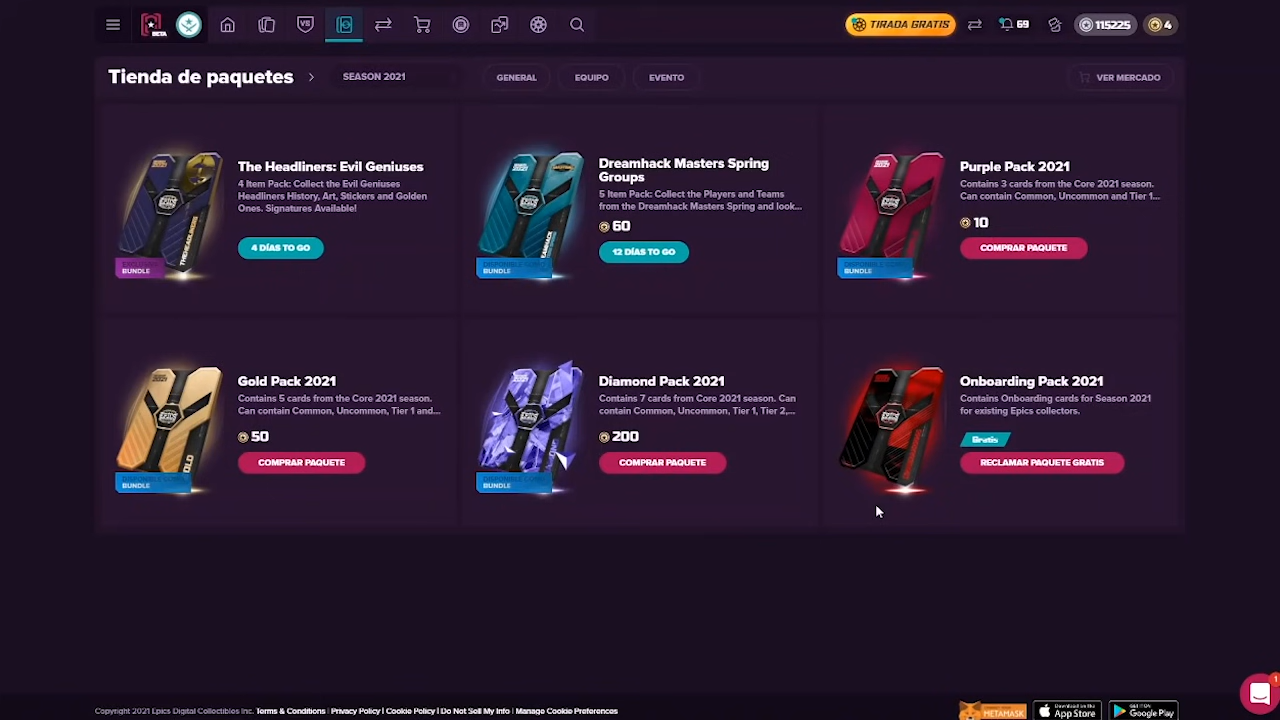 BETA
VS
TIRADA GRATIS
69
115225
4
Tienda de paquetes
SEASON 2021
GENERAL
EQUIPO
EVENTO
VER MERCADO
The Headliners: Evil Geniuses
4 Item Pack: Collect the Evil Geniuses
Headliners History, Art, Stickers and Golden
Ones. Signatures Available!
4 DÍAS TO GO
BUNDLE
Dreamhack Masters Spring
Groups
5 Item Pack: Collect the Players and Teams
from the Dreamhack Masters Spring and look...
60
12 DÍAS TO GO
BUNDLE
Purple Pack 2021
Contains 3 cards from the Core 2021 season.
Can contain Common, Uncommon and Tier 1...
10
COMPRAR PAQUETE
BUNDLE
Gold Pack 2021
Contains 5 cards from the Core 2021 season.
Can contain Common, Uncommon, Tier 1 and...
50
COMPRAR PAQUETE
BUNDLE
Diamond Pack 2021
Contains 7 cards from Core 2021 season. Can
contain Common, Uncommon, Tier 1, Tier 2,...
200
COMPRAR PAQUETE
BUNDLE
Onboarding Pack 2021
Contains Onboarding cards for Season 2021
for existing Epics collectors.
Gratis
RECLAMAR PAQUETE GRATIS
1
Copyright 2021 Epics Digital Collectibles Inc. Terms & Conditions | Privacy Policy | Cookie Policy | Do Not Sell My Info | Manage Cookie Preferences
METAMASK
Download on the
App Store
GET IT ON
Google Play